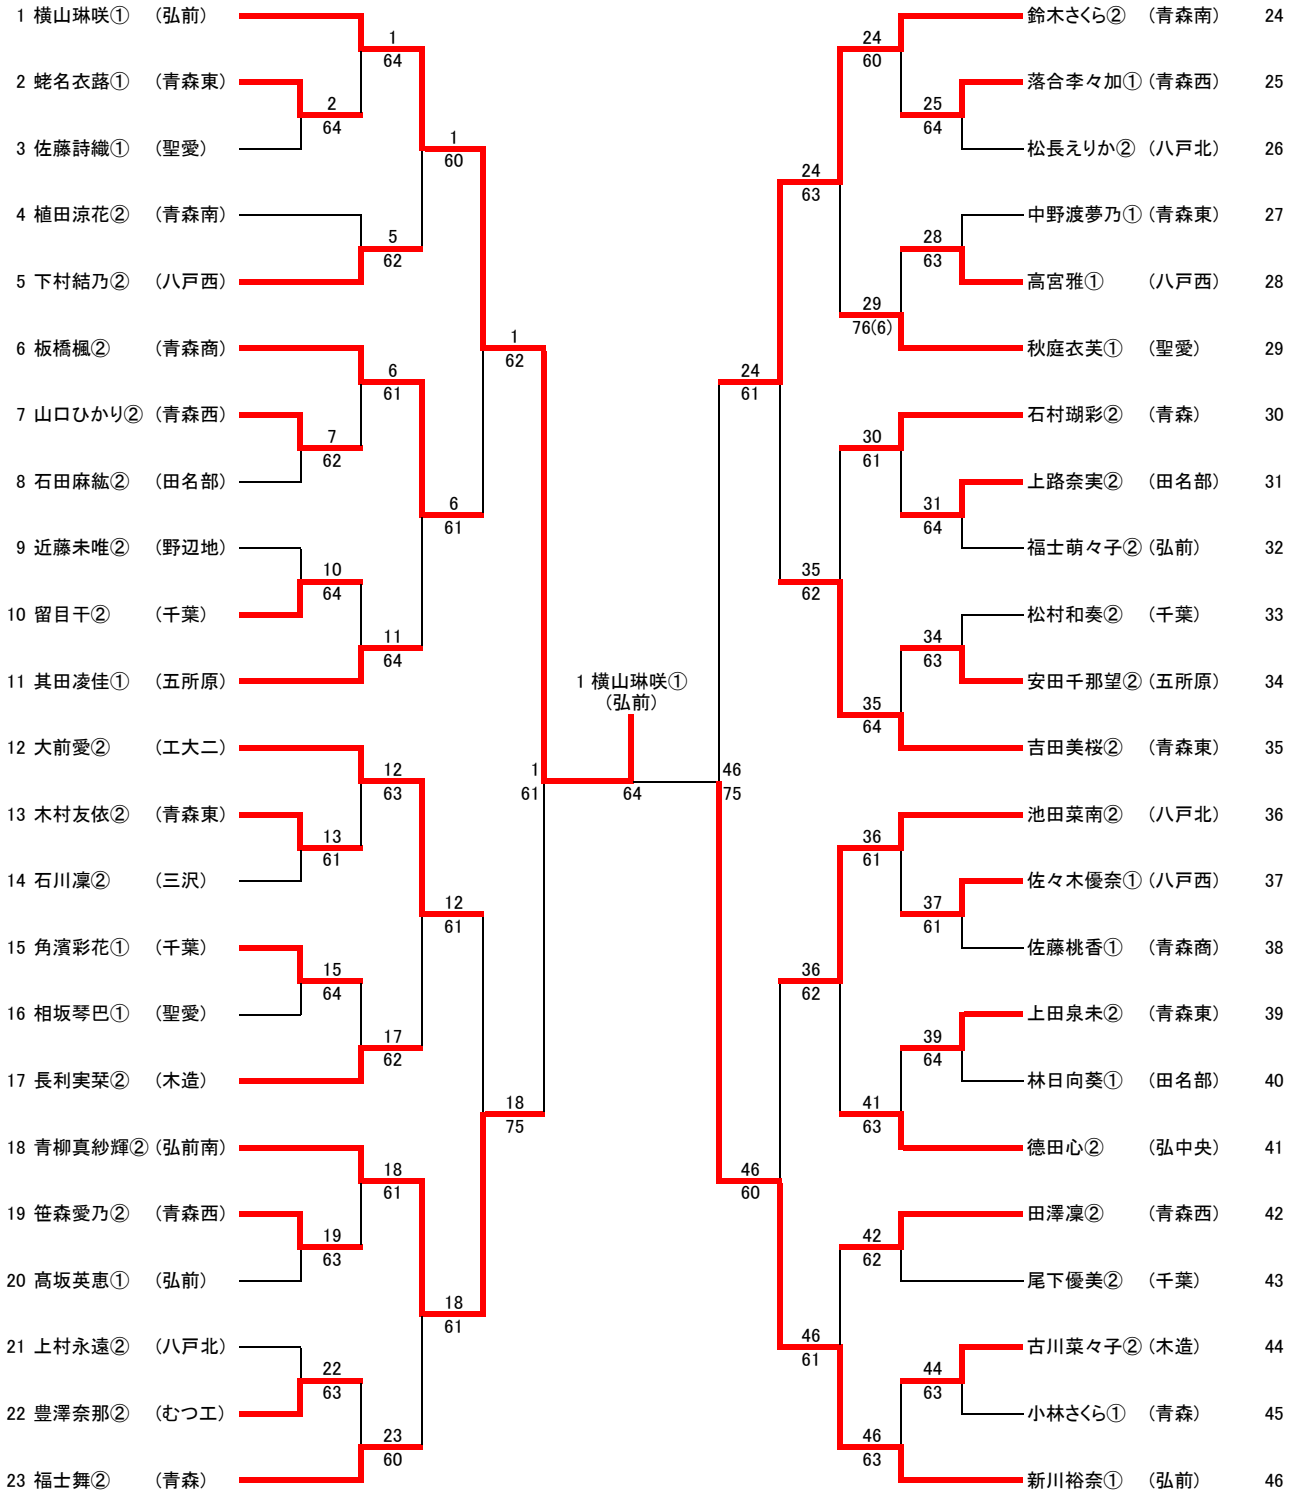 1 横山琳咲① (弘前)
2 蛯名衣蕗① (青森東)
3 佐藤詩織① (聖愛)
4 植田涼花② (青森南)
5 下村結乃② (八戸西)
6 板橋楓② (青森商)
7 山口ひかり② (青森西)
8 石田麻紘② (田名部)
9 近藤未唯② (野辺地)
10 留目干② (千葉)
11 其田凌佳① (五所原)
12 大前愛② (工大二)
13 木村友依② (青森東)
14 石川凜② (三沢)
15 角濱彩花① (千葉)
16 相坂琴巴① (聖愛)
17 長利実栞② (木造)
18 青柳真紗輝② (弘前南)
19 笹森愛乃② (青森西)
20 髙坂英恵① (弘前)
21 上村永遠② (八戸北)
22 豊澤奈那② (むつ工)
23 福士舞② (青森)
1
64
2
64
5
62
6
61
7
62
10
64
11
64
12
63
13
61
15
64
17
62
18
61
19
63
22
63
23
60
1
60
6
61
12
61
18
61
1
62
18
75
1
61
1 横山琳咲①
(弘前)
64
46
75
24
61
46
60
24
63
35
62
36
62
46
61
24
60
25
64
28
63
29
76(6)
30
61
31
64
34
63
35
64
36
61
37
61
39
64
41
63
42
62
44
63
46
63
鈴木さくら② (青森南) 24
落合李々加① (青森西) 25
松長えりか② (八戸北) 26
中野渡夢乃① (青森東) 27
高宮雅① (八戸西) 28
秋庭衣芙① (聖愛) 29
石村瑚彩② (青森) 30
上路奈実② (田名部) 31
福士萌々子② (弘前) 32
松村和奏② (千葉) 33
安田千那望② (五所原) 34
吉田美桜② (青森東) 35
池田菜南② (八戸北) 36
佐々木優奈① (八戸西) 37
佐藤桃香① (青森商) 38
上田泉未② (青森東) 39
林日向葵① (田名部) 40
德田心② (弘中央) 41
田澤凜② (青森西) 42
尾下優美② (千葉) 43
古川菜々子② (木造) 44
小林さくら① (青森) 45
新川裕奈① (弘前) 46